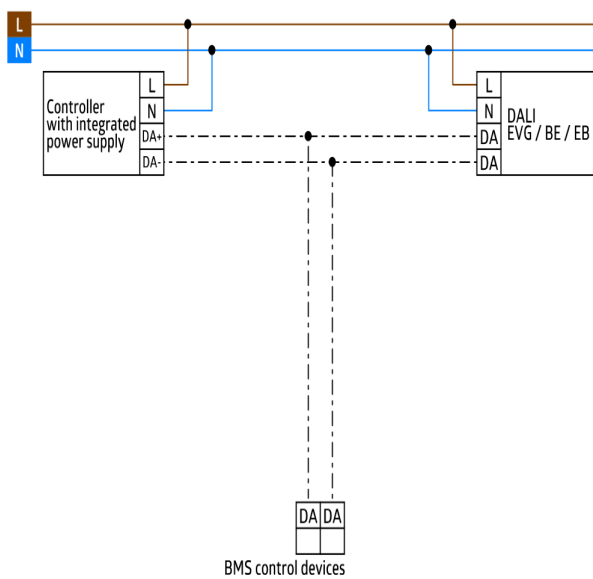 L
N
Controller
with integrated
power supply
L
N
DA+
DA-
L
N
DA
DA
DALI
EVG / BE / EB
DA DA
BMS control devices